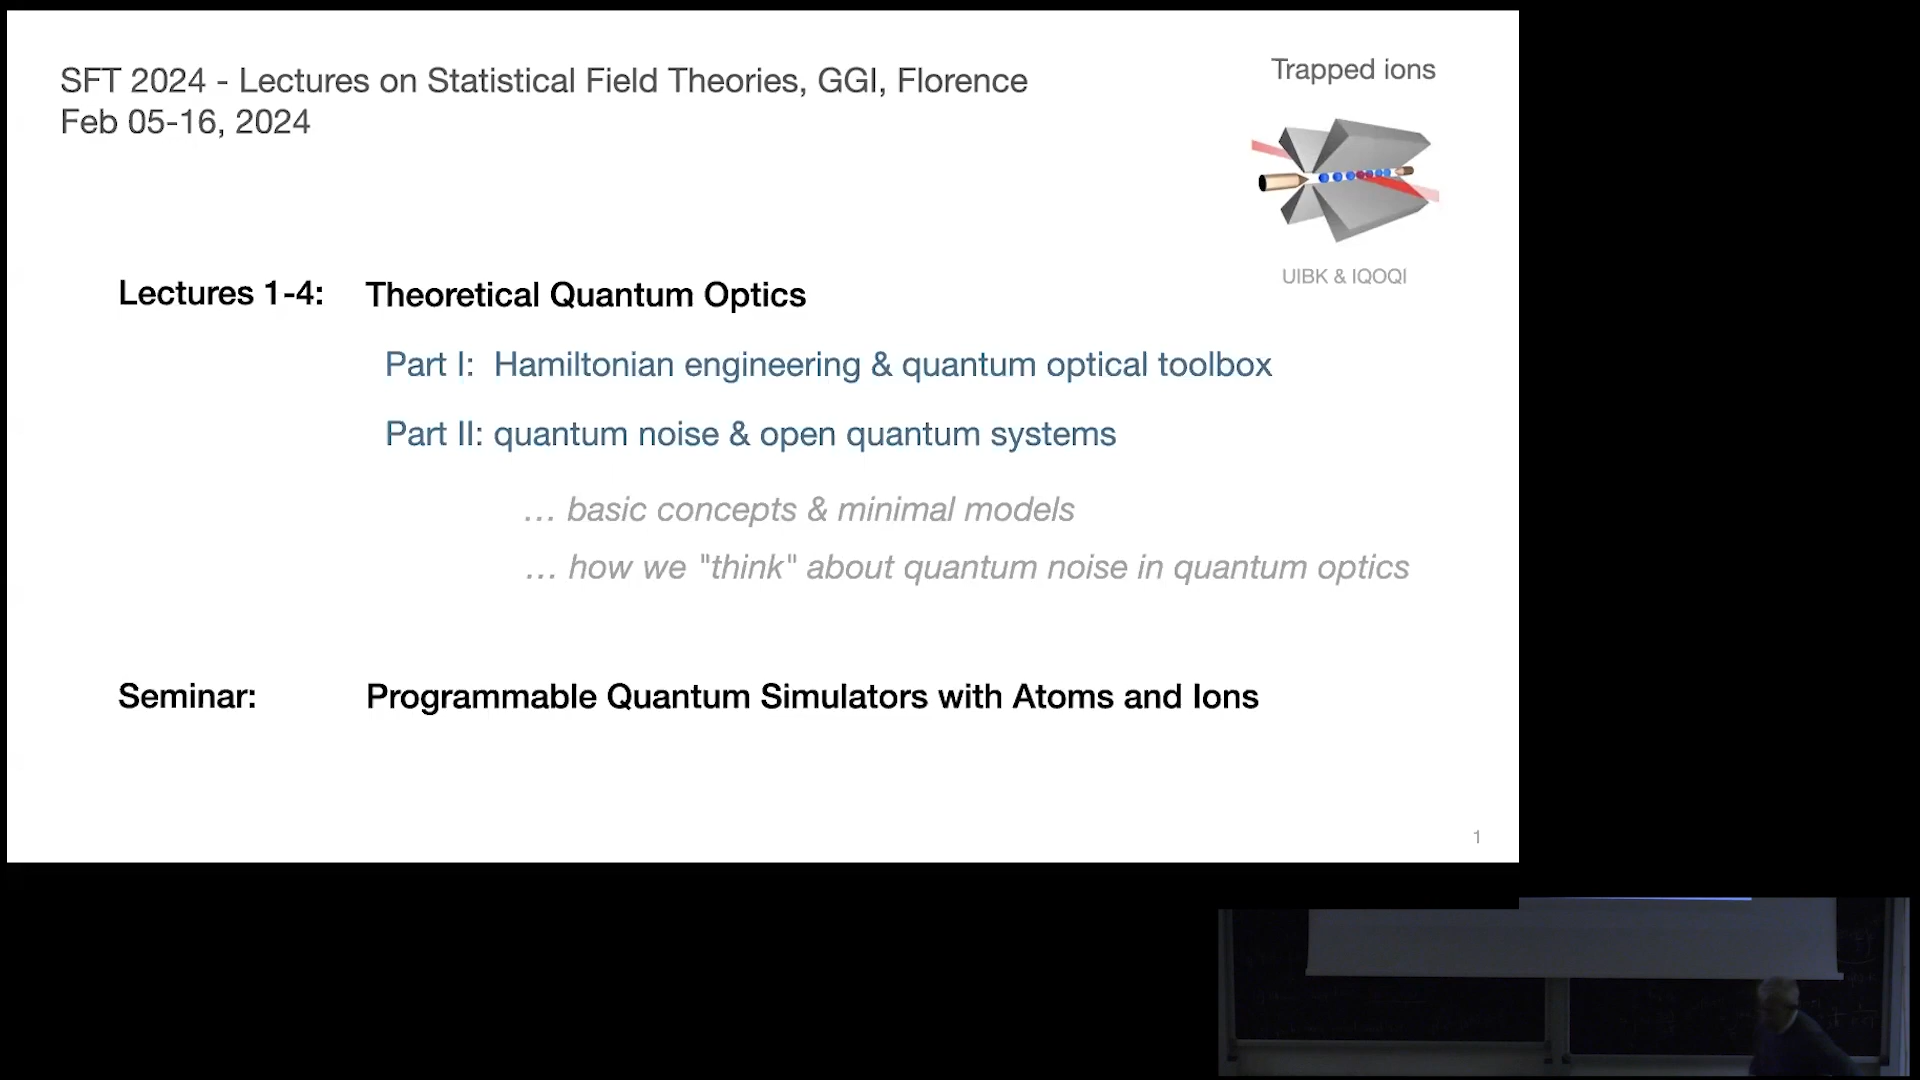 SFT 2024 - Lectures on Statistical Field Theories, GGI, Florence
Feb 05-16, 2024
Trapped ions
UIBK & IQOQI
Lectures 1-4: Theoretical Quantum Optics
Part I: Hamiltonian engineering & quantum optical toolbox
Part II: quantum noise & open quantum systems
... basic concepts & minimal models
... how we "think" about quantum noise in quantum optics
Seminar: Programmable Quantum Simulators with Atoms and Ions
1